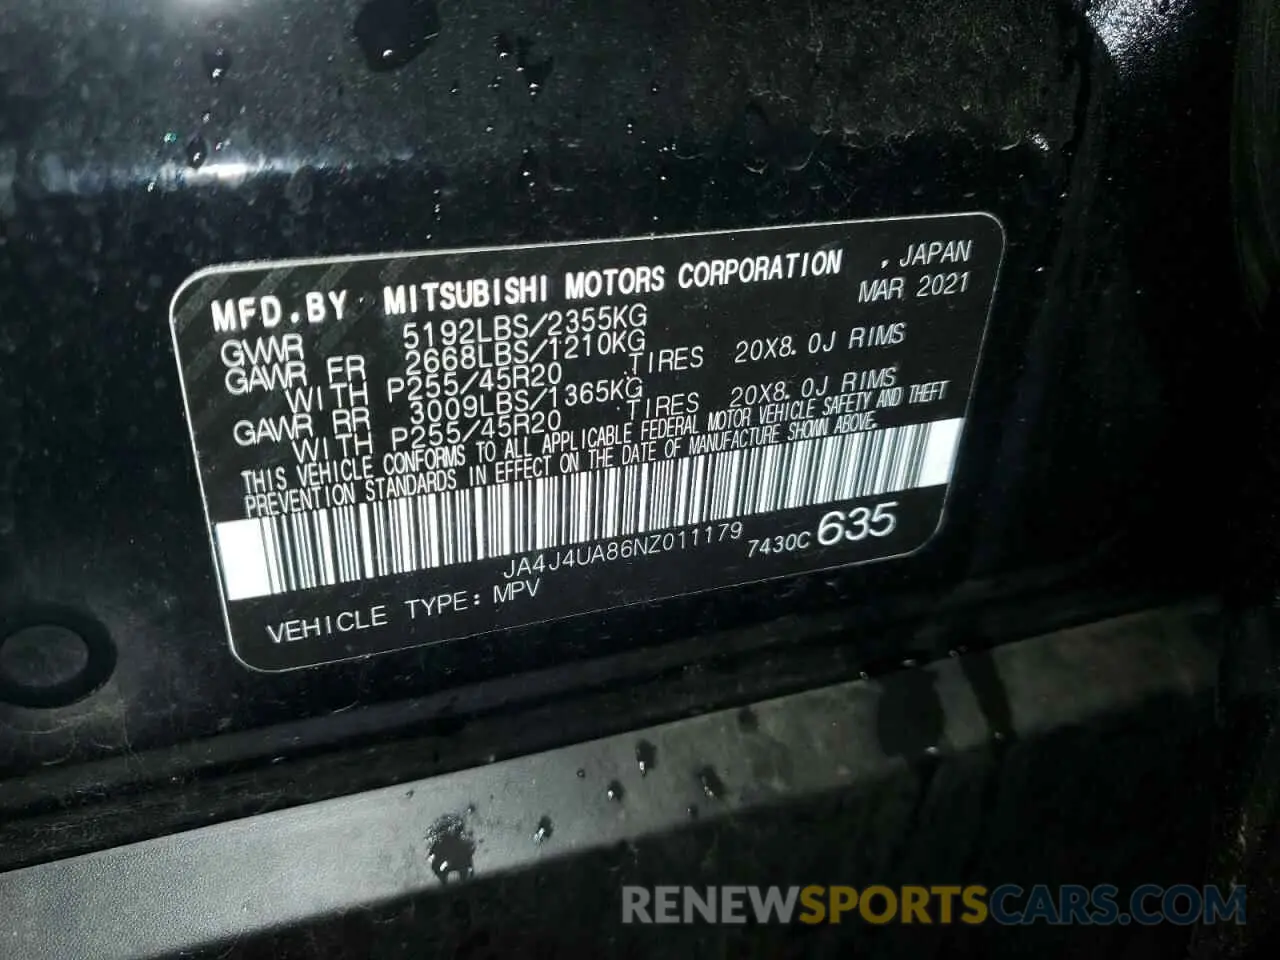 MFD.BY MITSUBISHI MOTORS CORPORATION , JAPAN
MAR 2021
GVWR 5192LBS/2355KG
GAWR FR 2668LBS/1210KG
WITH P255/45R20 TIRES 20X8.0J RIMS
GAWR RR 3009LBS/1365KG
WITH P255/45R20 TIRES 20X8.0J RIMS
THIS VEHICLE CONFORMS TO ALL APPLICABLE FEDERAL MOTOR VEHICLE SAFETY AND THEFT
PREVENTION STANDARDS IN EFFECT ON THE DATE OF MANUFACTURE SHOWN ABOVE.
JA4J4UA86NZ011179 7430C 635
VEHICLE TYPE: MPV
RENEWSPORTSCARS.COM